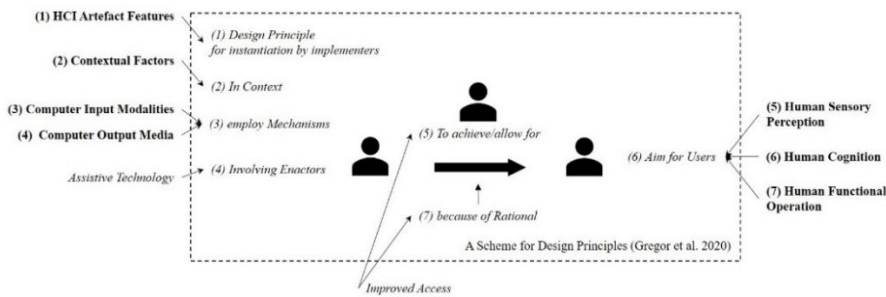 (1) HCI Artefact Features
(1) Design Principle
for instantiation by implementers
(2) Contextual Factors
(2) In Context
(3) Computer Input Modalities
(4) Computer Output Media
(3) employ Mechanisms
Assistive Technology
(4) Involving Enactors
(5) To achieve/allow for
(7) because of Rational
(6) Aim for Users
(5) Human Sensory
Perception
(6) Human Cognition
(7) Human Functional
Operation
A Scheme for Design Principles (Gregor et al. 2020)
Improved Access